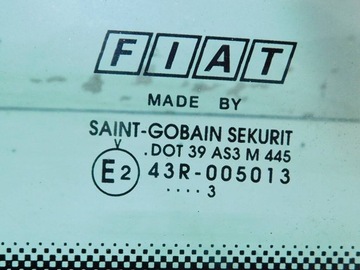 FIAT
MADE BY
SAINT-GOBAIN SEKURIT
V .DOT 39 AS3 M 445
E2 43R-005013
.... 3